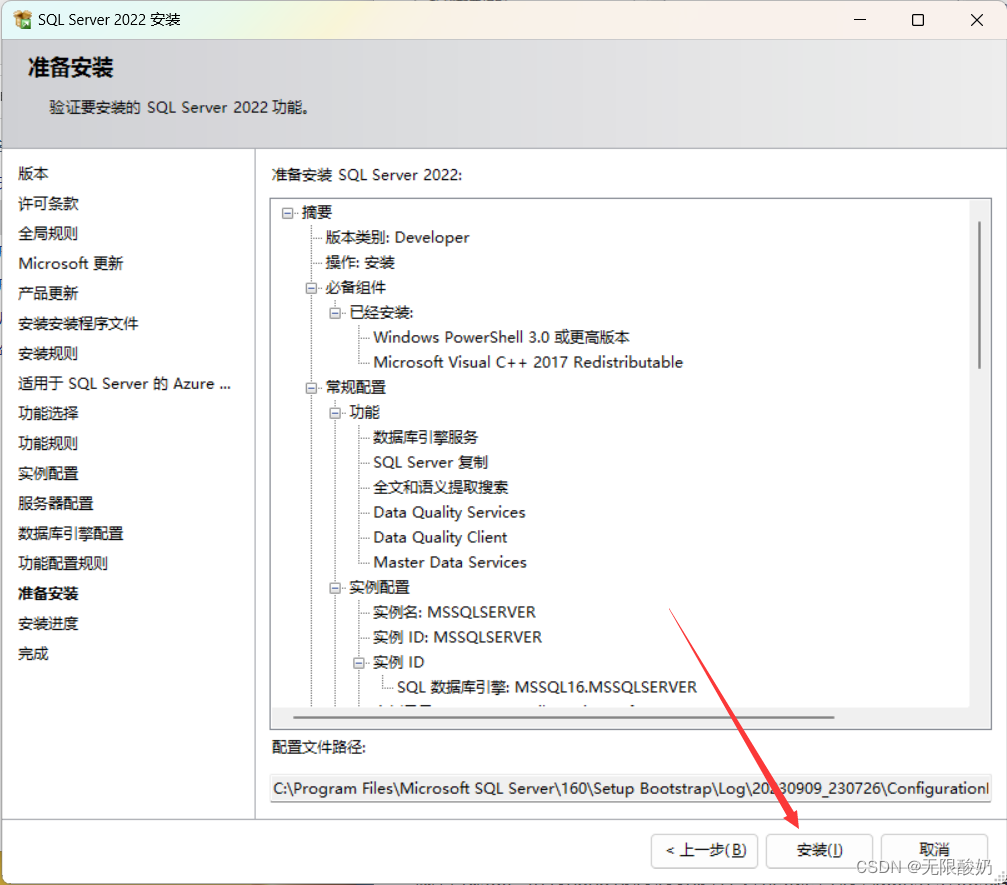 SQL Server 2022 安装
准备安装
验证要安装的 SQL Server 2022 功能。
版本
许可条款
全局规则
Microsoft 更新
产品更新
安装安装程序文件
安装规则
适用于 SQL Server 的 Azure ...
功能选择
功能规则
实例配置
服务器配置
数据库引擎配置
功能配置规则
准备安装
安装进度
完成
准备安装 SQL Server 2022:
摘要
版本类别: Developer
操作: 安装
必备组件
已经安装:
Windows PowerShell 3.0 或更高版本
Microsoft Visual C++ 2017 Redistributable
常规配置
功能
数据库引擎服务
SQL Server 复制
全文和语义提取搜索
Data Quality Services
Data Quality Client
Master Data Services
实例配置
实例名: MSSQLSERVER
实例 ID: MSSQLSERVER
实例 ID
SQL 数据库引擎: MSSQL16.MSSQLSERVER
配置文件路径:
C:\Program Files\Microsoft SQL Server\160\Setup Bootstrap\Log\20230909_230726\Configuration
< 上一步(B)
安装(I)
取消
CSDN @无限酸奶